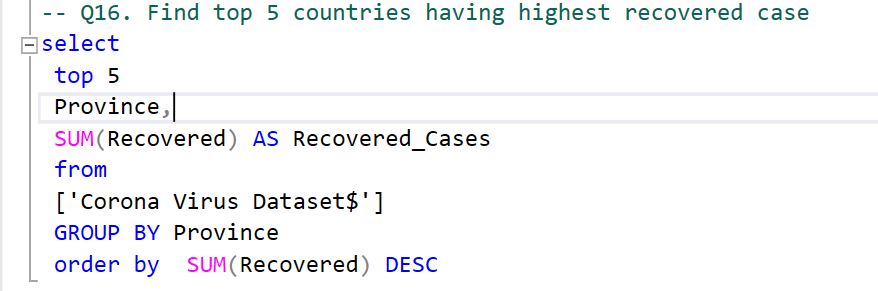 -- Q16. Find top 5 countries having highest recovered case
select
top 5
Province,
SUM(Recovered) AS Recovered_Cases
from
['Corona Virus Dataset$']
GROUP BY Province
order by  SUM(Recovered) DESC